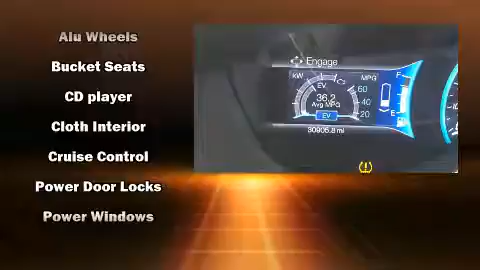 Alu Wheels
Bucket Seats
CD player
Cloth Interior
Cruise Control
Power Door Locks
Power Windows
Engage
kW
MPG
F
EV
60
36.2
40
Avg MPG
20
E
EV
30905.8 mi